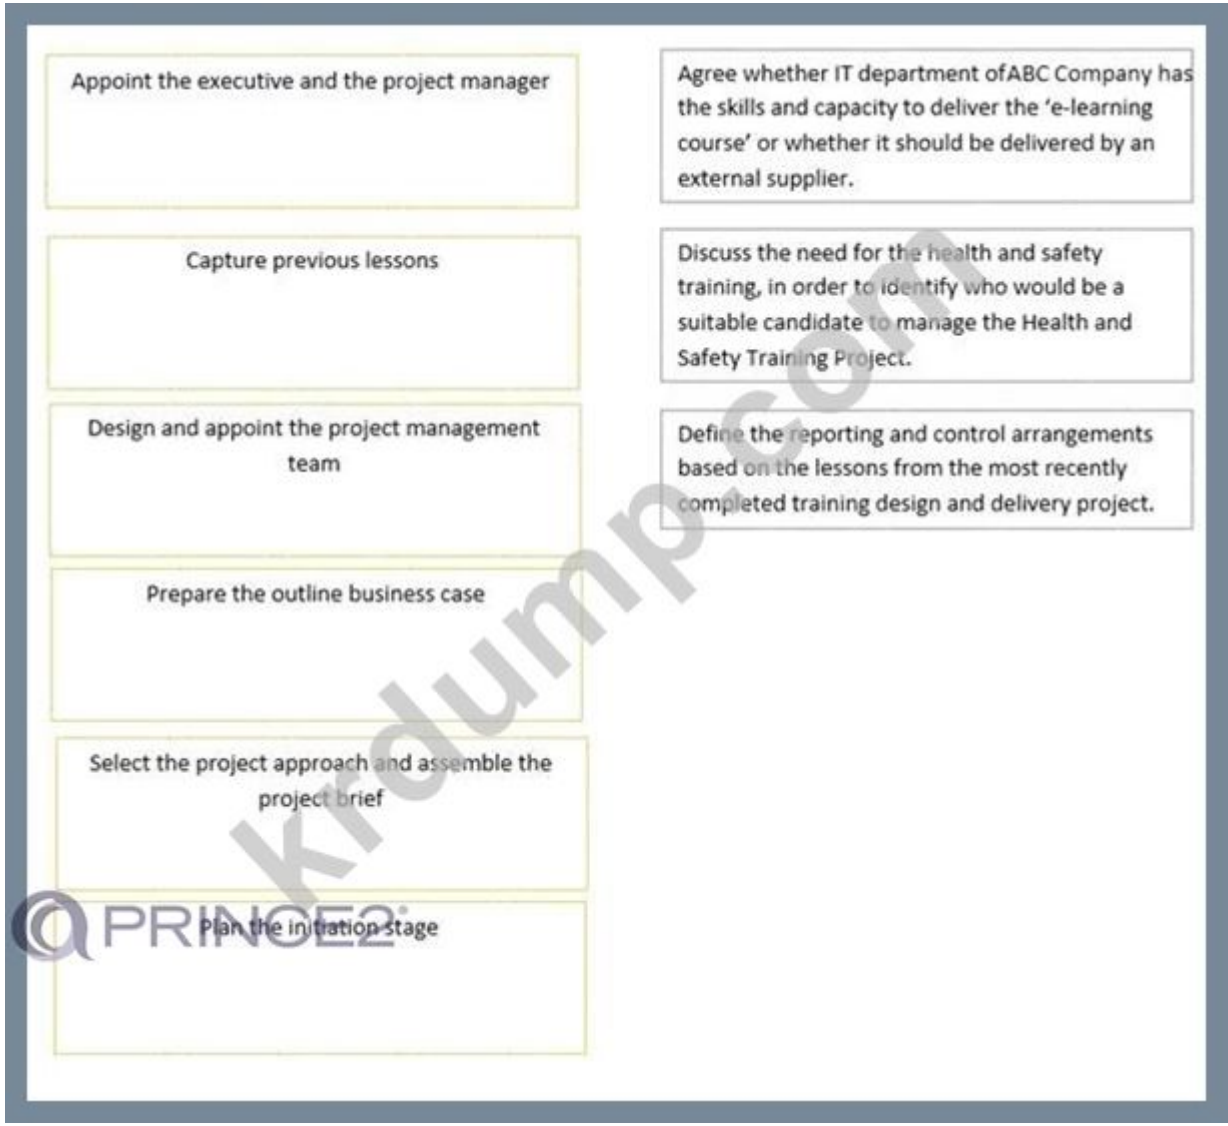 Appoint the executive and the project manager
Capture previous lessons
Design and appoint the project management
team
Prepare the outline business case
Select the project approach and assemble the
project brief
Plan the initiation stage
Agree whether IT department ofABC Company has
the skills and capacity to deliver the ‘e-learning
course’ or whether it should be delivered by an
external supplier.
Discuss the need for the health and safety
training, in order to identify who would be a
suitable candidate to manage the Health and
Safety Training Project.
Define the reporting and control arrangements
based on the lessons from the most recently
completed training design and delivery project.
krdump.com
PRINCE2®